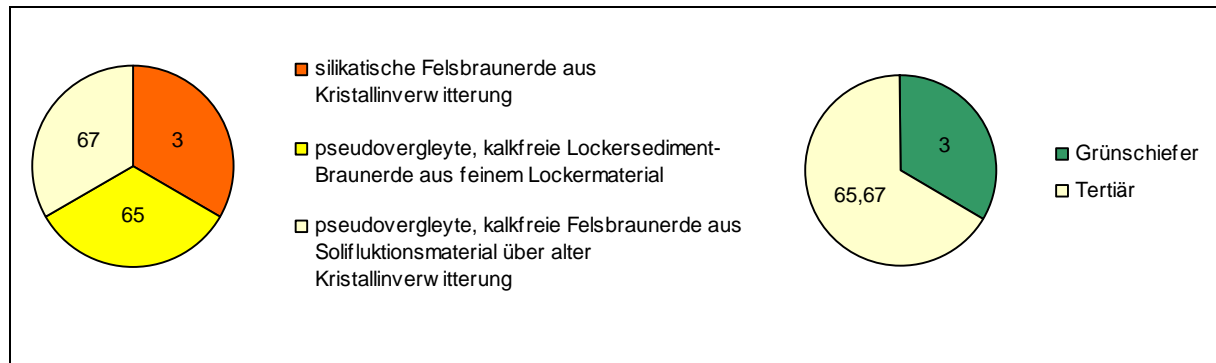 67
3
65
silikatische Felsbraunerde aus
Kristallinverwitterung
pseudovergleyte, kalkfreie Lockersediment-
Braunerde aus feinem Lockermaterial
pseudovergleyte, kalkfreie Felsbraunerde aus
Solifluktionsmaterial über alter
Kristallinverwitterung
3
65,67
Grünschiefer
Tertiär